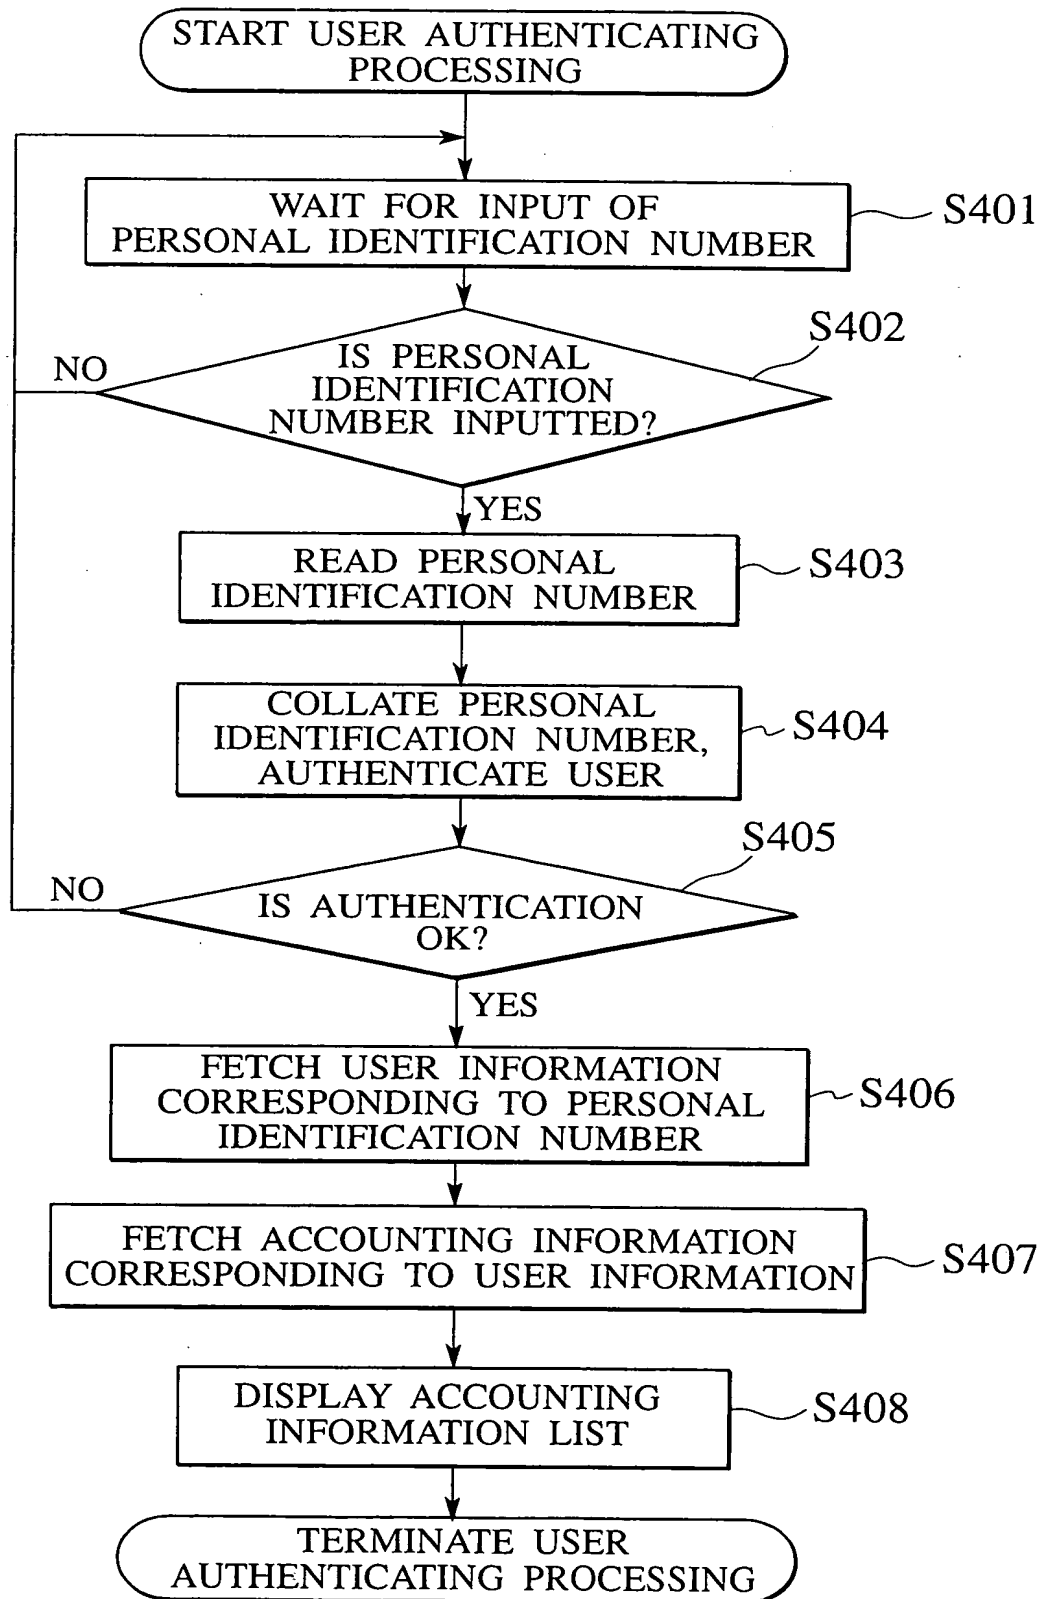 START USER AUTHENTICATING
PROCESSING
WAIT FOR INPUT OF
PERSONAL IDENTIFICATION NUMBER
S401
S402
IS PERSONAL
IDENTIFICATION
NUMBER INPUTTED?
NO
YES
READ PERSONAL
IDENTIFICATION NUMBER
S403
COLLATE PERSONAL
IDENTIFICATION NUMBER,
AUTHENTICATE USER
S404
S405
NO
IS AUTHENTICATION
OK?
YES
FETCH USER INFORMATION
CORRESPONDING TO PERSONAL
IDENTIFICATION NUMBER
S406
FETCH ACCOUNTING INFORMATION
CORRESPONDING TO USER INFORMATION
S407
DISPLAY ACCOUNTING
INFORMATION LIST
S408
TERMINATE USER
AUTHENTICATING PROCESSING